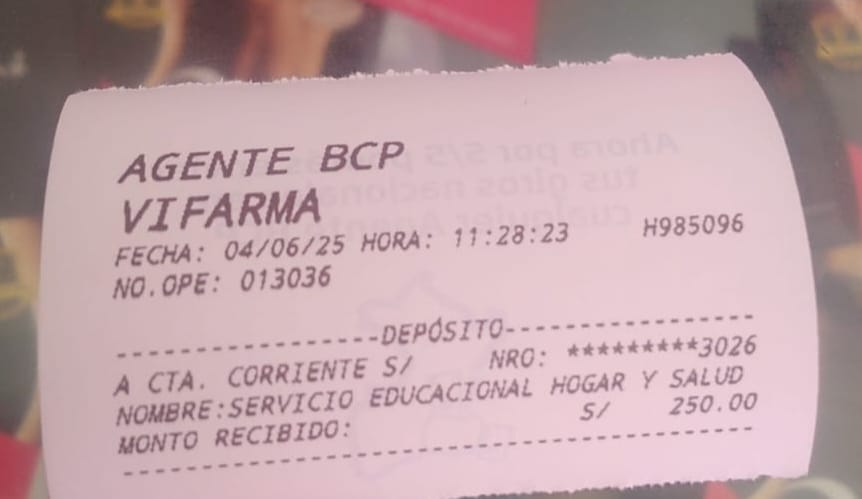 AGENTE BCP
VIFARMA
FECHA: 04/06/25 HORA: 11:28:23 H985096
NO.OPE: 013036
------------------DEPÓSITO-----------------
A CTA. CORRIENTE S/ NRO: *********3026
NOMBRE:SERVICIO EDUCACIONAL HOGAR Y SALUD
MONTO RECIBIDO: S/ 250.00
-------------------------------------------